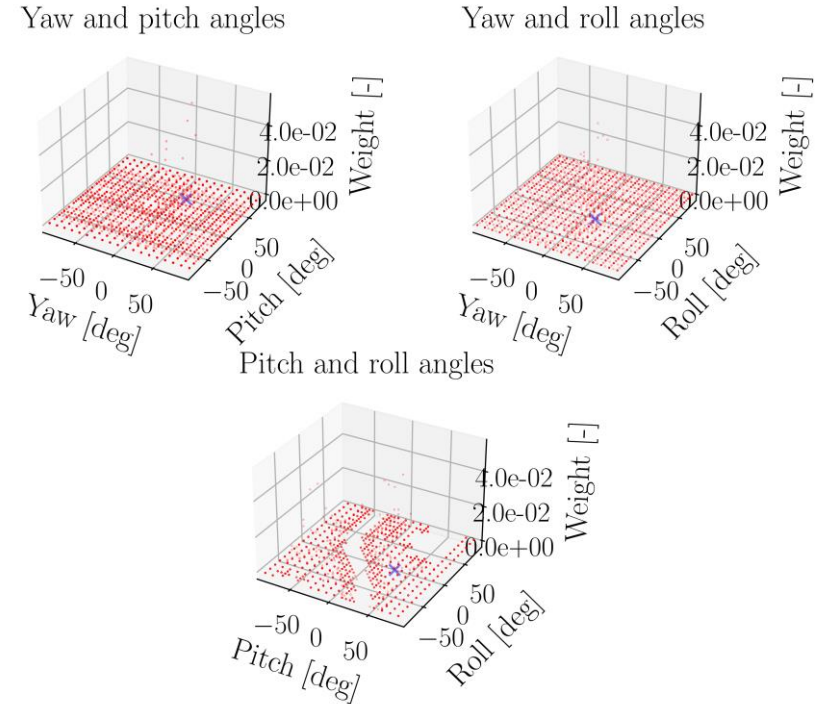 Yaw and pitch angles
Weight [-]
4.0e-02
2.0e-02
0.0e+00
50
0
−50
Pitch [deg]
−50 0 50
Yaw [deg]
Yaw and roll angles
Weight [-]
4.0e-02
2.0e-02
0.0e+00
50
0
−50
Roll [deg]
−50 0 50
Yaw [deg]
Pitch and roll angles
Weight [-]
4.0e-02
2.0e-02
0.0e+00
50
0
−50
Roll [deg]
−50 0 50
Pitch [deg]